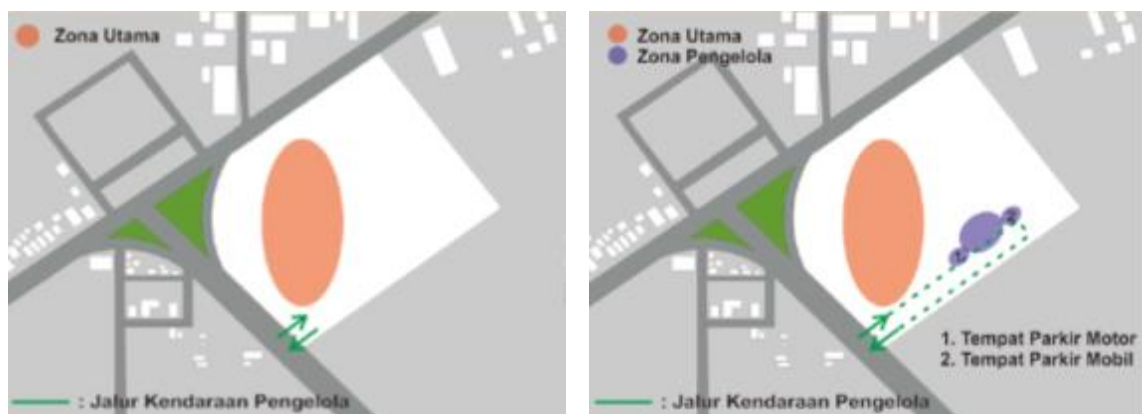 Zona Utama
: Jalur Kendaraan Pengelola
Zona Utama
Zona Pengelola
1. Tempat Parkir Motor
2. Tempat Parkir Mobil
: Jalur Kendaraan Pengelola